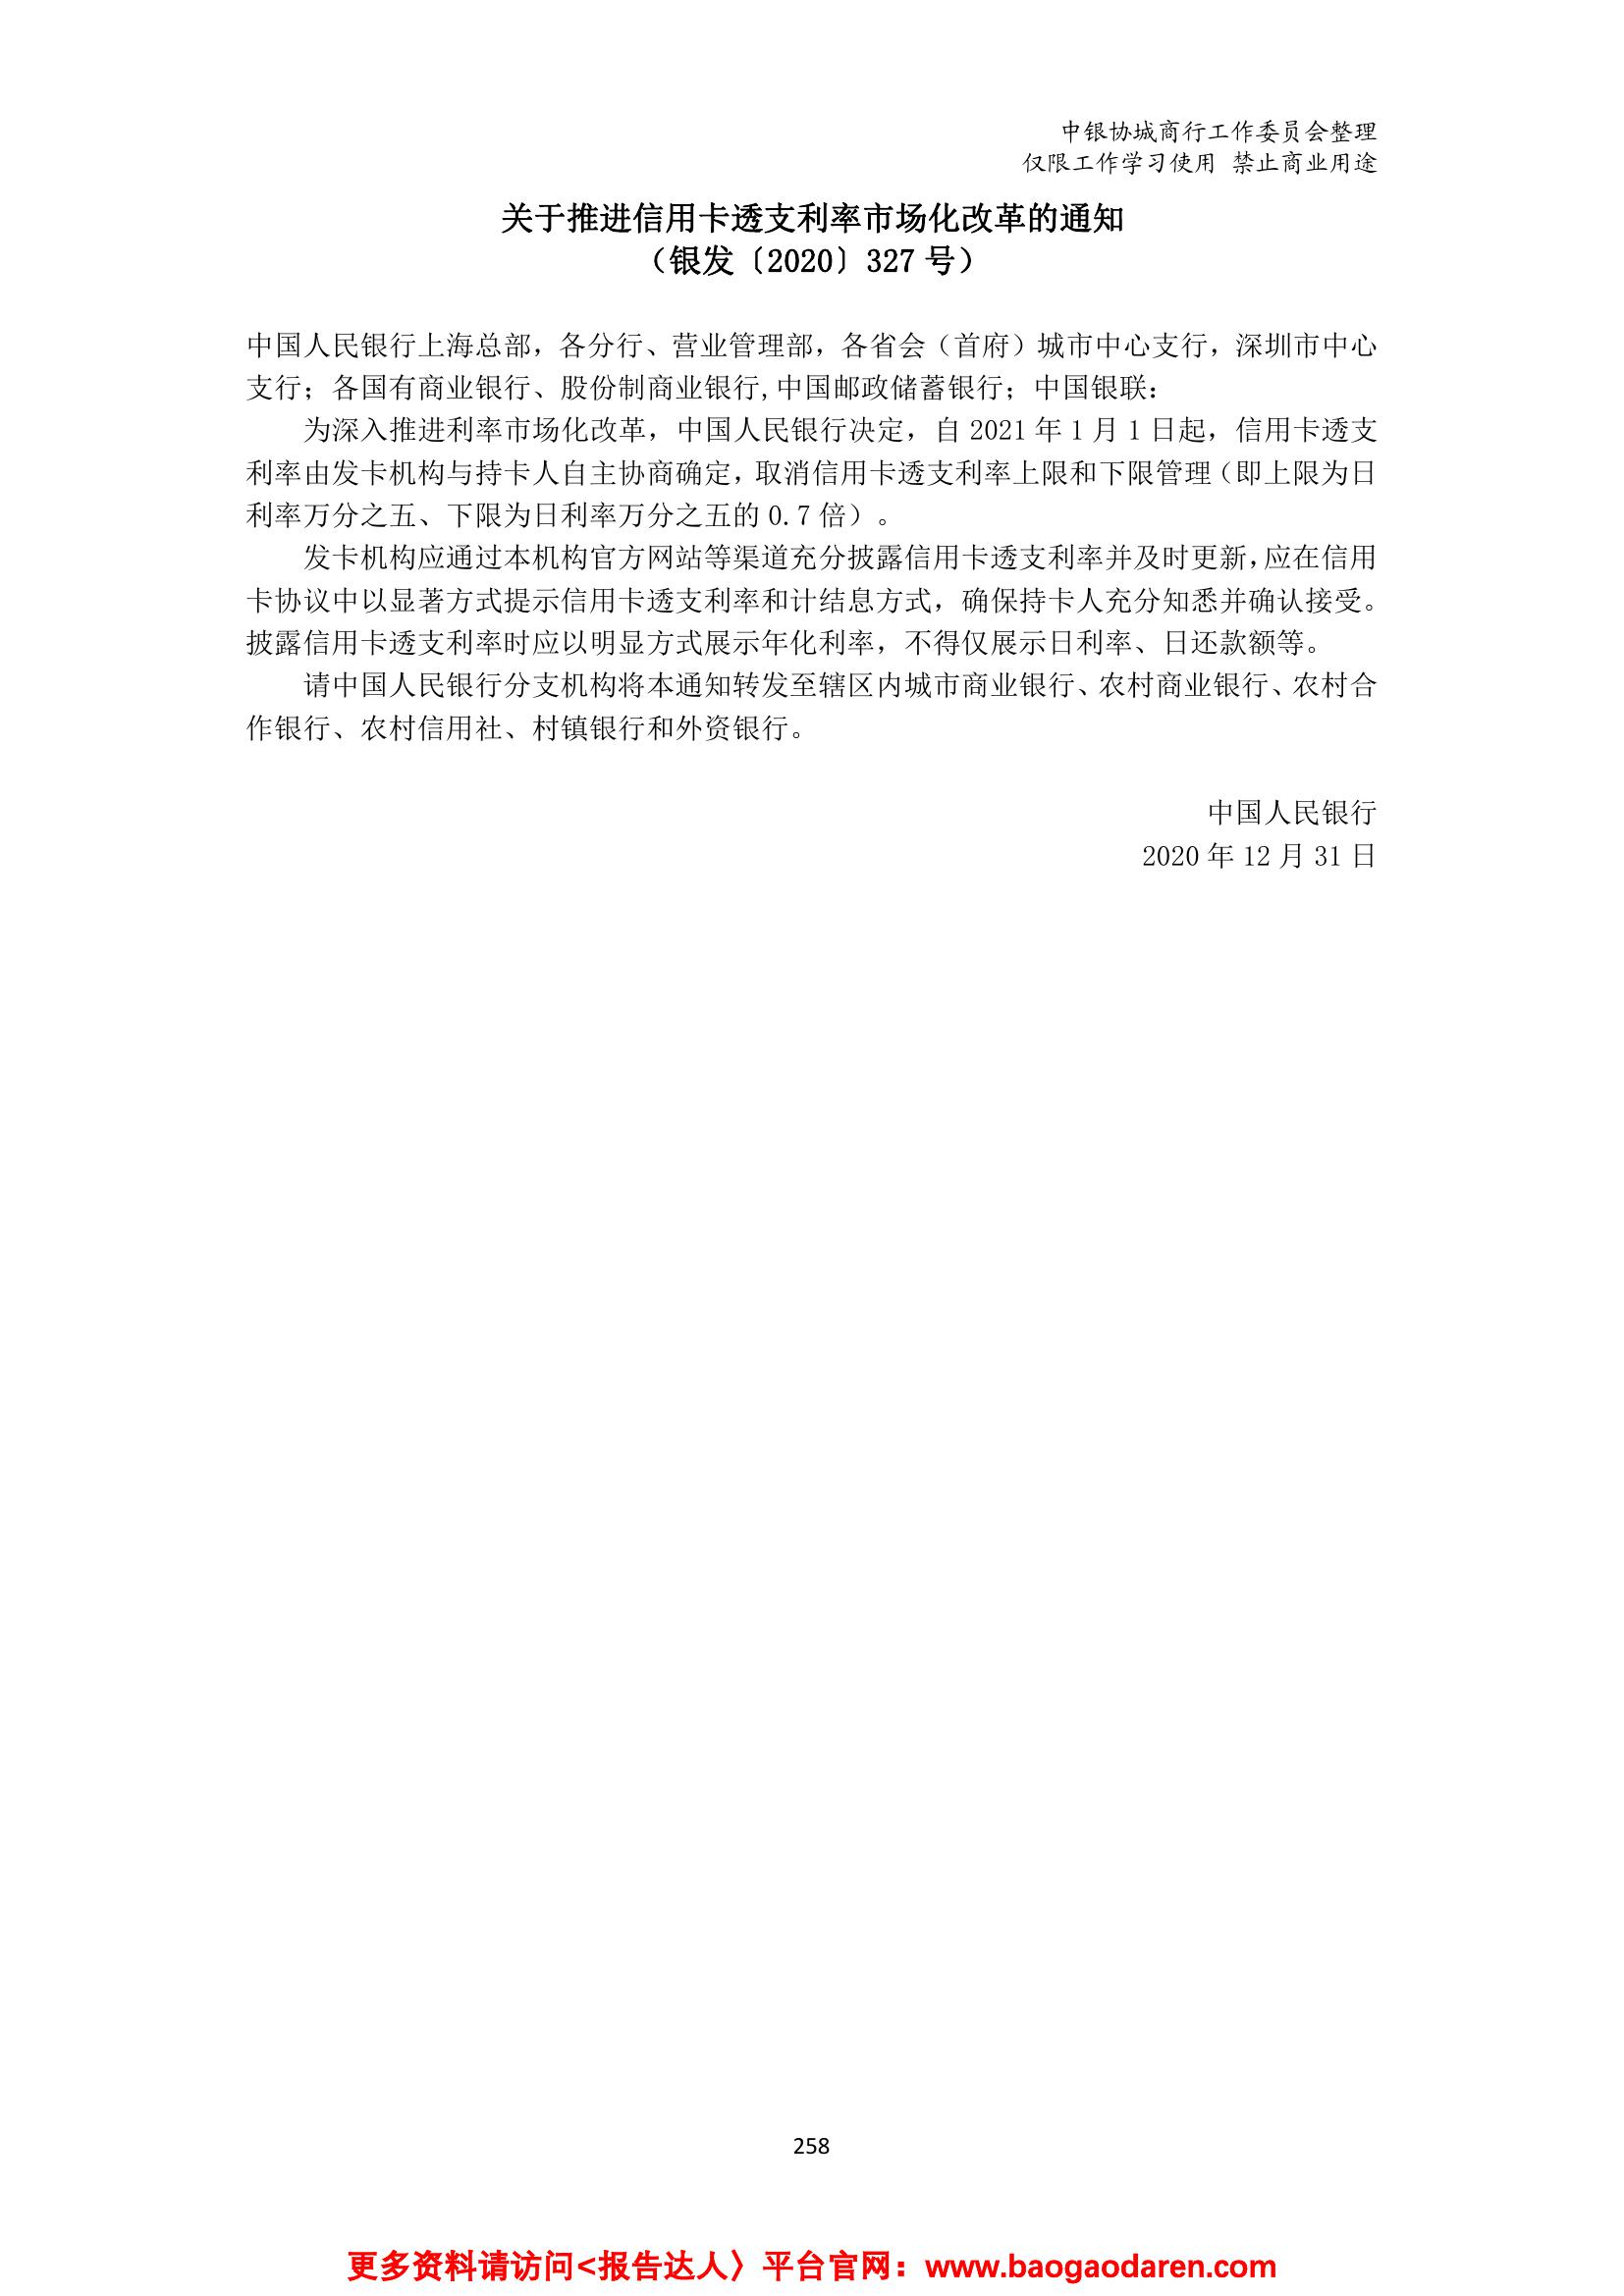 中银协城商行工作委员会整理
仅限工作学习使用 禁止商业用途
关于推进信用卡透支利率市场化改革的通知
（银发〔2020〕327 号）
中国人民银行上海总部，各分行、营业管理部，各省会（首府）城市中心支行，深圳市中心
支行；各国有商业银行、股份制商业银行,中国邮政储蓄银行；中国银联：
为深入推进利率市场化改革，中国人民银行决定，自 2021 年 1 月 1 日起，信用卡透支
利率由发卡机构与持卡人自主协商确定，取消信用卡透支利率上限和下限管理（即上限为日
利率万分之五、下限为日利率万分之五的 0.7 倍）。
发卡机构应通过本机构官方网站等渠道充分披露信用卡透支利率并及时更新，应在信用
卡协议中以显著方式提示信用卡透支利率和计结息方式，确保持卡人充分知悉并确认接受。
披露信用卡透支利率时应以明显方式展示年化利率，不得仅展示日利率、日还款额等。
请中国人民银行分支机构将本通知转发至辖区内城市商业银行、农村商业银行、农村合
作银行、农村信用社、村镇银行和外资银行。
中国人民银行
2020 年 12 月 31 日
258
更多资料请访问<报告达人〉平台官网：www.baogaodaren.com